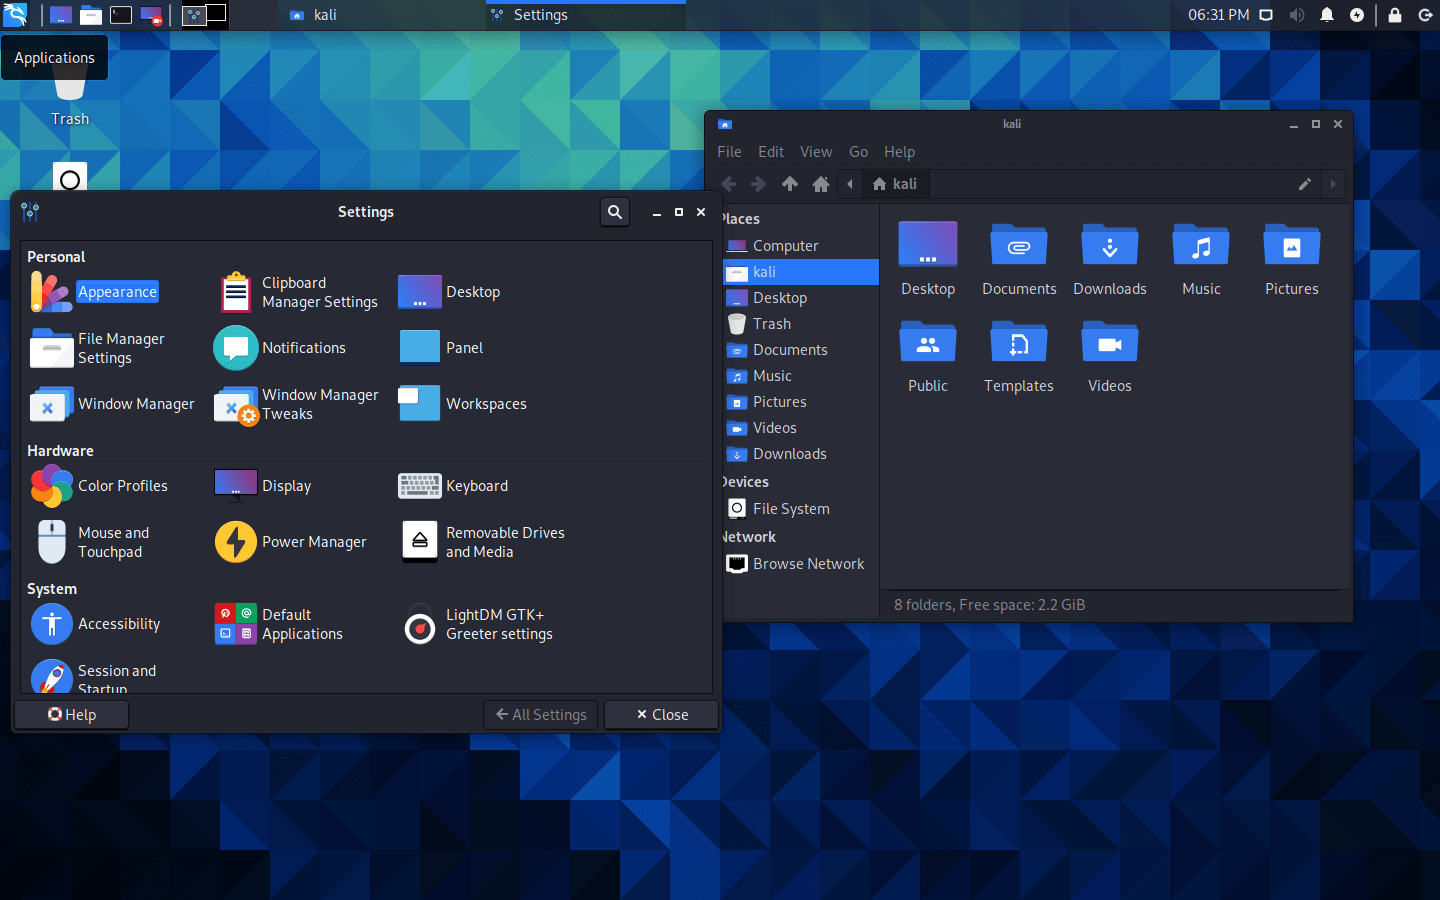 kali
Settings
06:31 PM
Applications
Trash
kali
File Edit View Go Help
kali
Places
Computer
kali
Desktop
Trash
Documents
Music
Pictures
Videos
Downloads
Devices
File System
Network
Browse Network
Desktop
Documents
Downloads
Music
Pictures
Public
Templates
Videos
8 folders, Free space: 2.2 GiB
Settings
Personal
Appearance
Clipboard
Manager Settings
Desktop
File Manager
Settings
Notifications
Panel
Window Manager
Window Manager
Tweaks
Workspaces
Hardware
Color Profiles
Display
Keyboard
Mouse and
Touchpad
Power Manager
Removable Drives
and Media
System
Accessibility
Default
Applications
LightDM GTK+
Greeter settings
Session and
Startup
Help
All Settings
Close